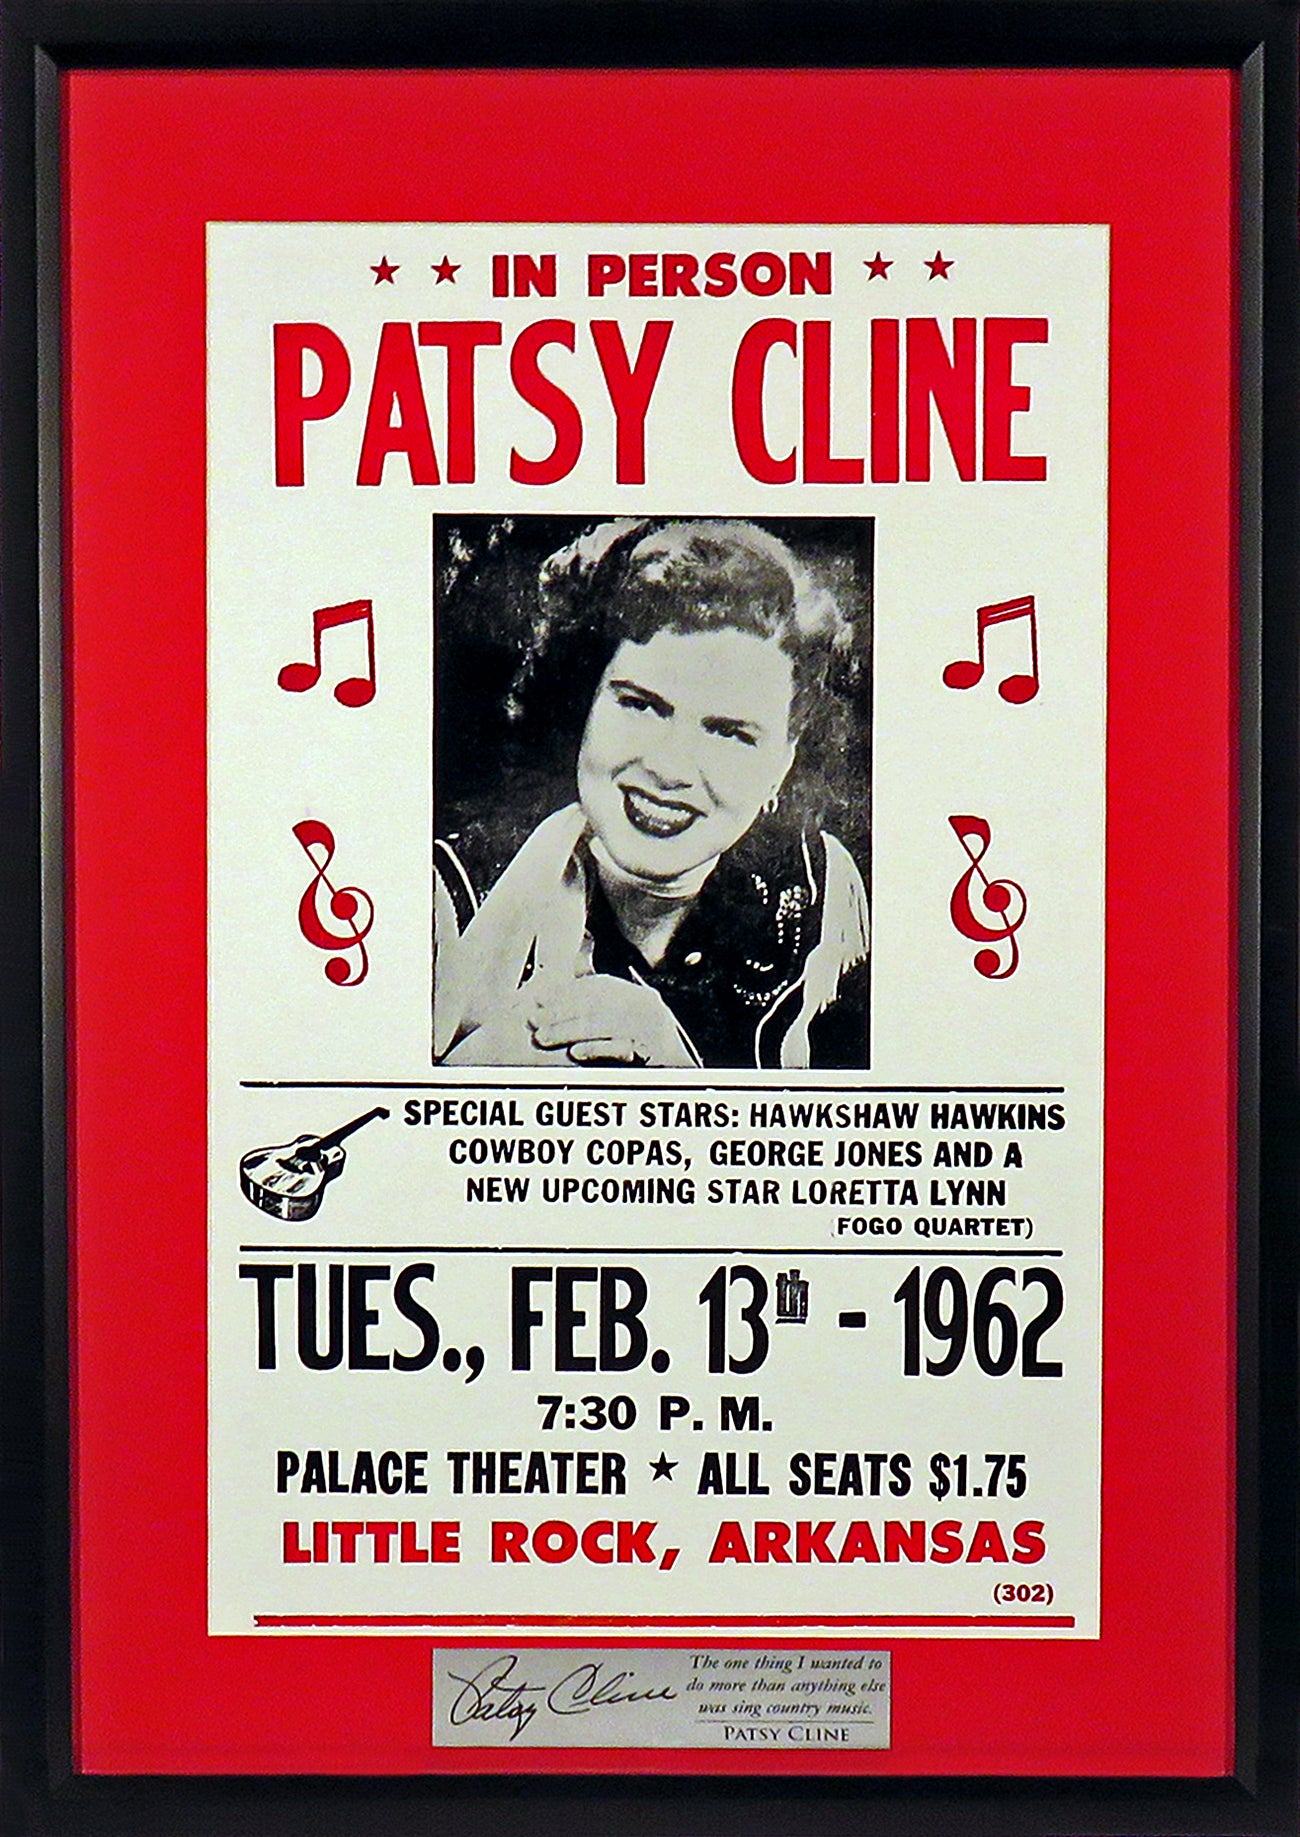 ★ ★ IN PERSON ★ ★
PATSY CLINE
SPECIAL GUEST STARS: HAWKSHAW HAWKINS
COWBOY COPAS, GEORGE JONES AND A
NEW UPCOMING STAR LORETTA LYNN
(FOGO QUARTET)
TUES., FEB. 13th - 1962
7:30 P. M.
PALACE THEATER ★ ALL SEATS $1.75
LITTLE ROCK, ARKANSAS
(302)
Patsy Cline
The one thing I wanted to
do more than anything else
was sing country music.
PATSY CLINE